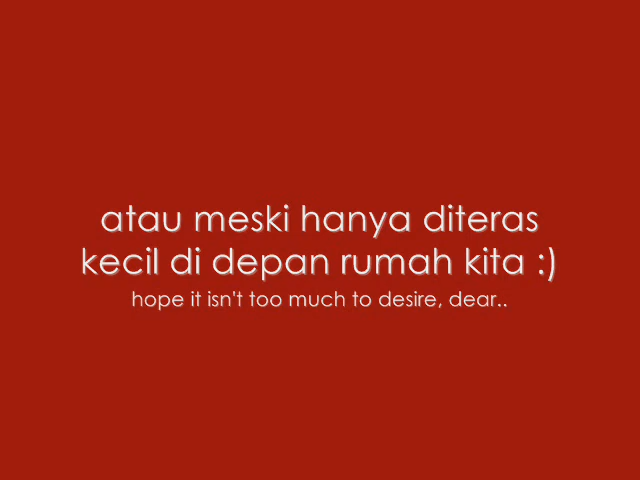 atau meski hanya diteras
kecil di depan rumah kita :)
hope it isn't too much to desire, dear..